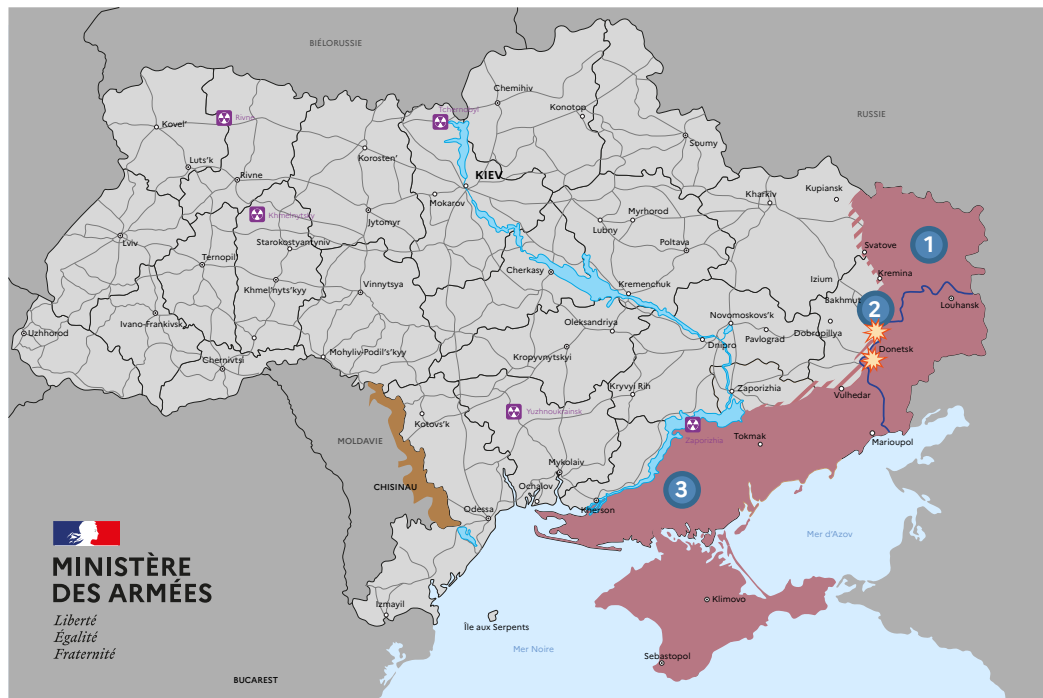 BIÉLORUSSIE
RUSSIE
Chemihiv
Konotop
Tchernobyl
Rivne
Kovel'
Soumy
Korosten'
Luts'k
Rivne
KIEV
Kupiansk
Kharkiv
Mokarov
Khmelnytsky
Jytomyr
Myrhorod
Lubny
Lviv
Starokostyantyniv
Poltava
Svatove
1
Ternopil
Cherkasy
Izium
Kremina
Khmel'nyts'kyy
Vinnytsya
Kremenchuk
Bakhmut
Louhansk
2
Ivano-Frankivsk
Oleksandriya
Novomoskovs'k
Uzhhorod
Pavlograd
Dobropillya
Dnipro
Donetsk
Mohyliv-Podil's'kyy
Kropyvnytskyi
Chernivtsi
Kryvyi Rih
Zaporizhia
Vulhedar
Yuzhnoukrainsk
Kotovs'k
Zaporizhia
Tokmak
Marioupol
MOLDAVIE
Mykolaiv
CHISINAU
Ochalov
3
Odessa
Kherson
Mer d'Azov
MINISTÈRE
DES ARMÉES
Liberté
Égalité
Fraternité
Izmayil
Klimovo
Île aux Serpents
Mer Noire
Sebastopol
BUCAREST